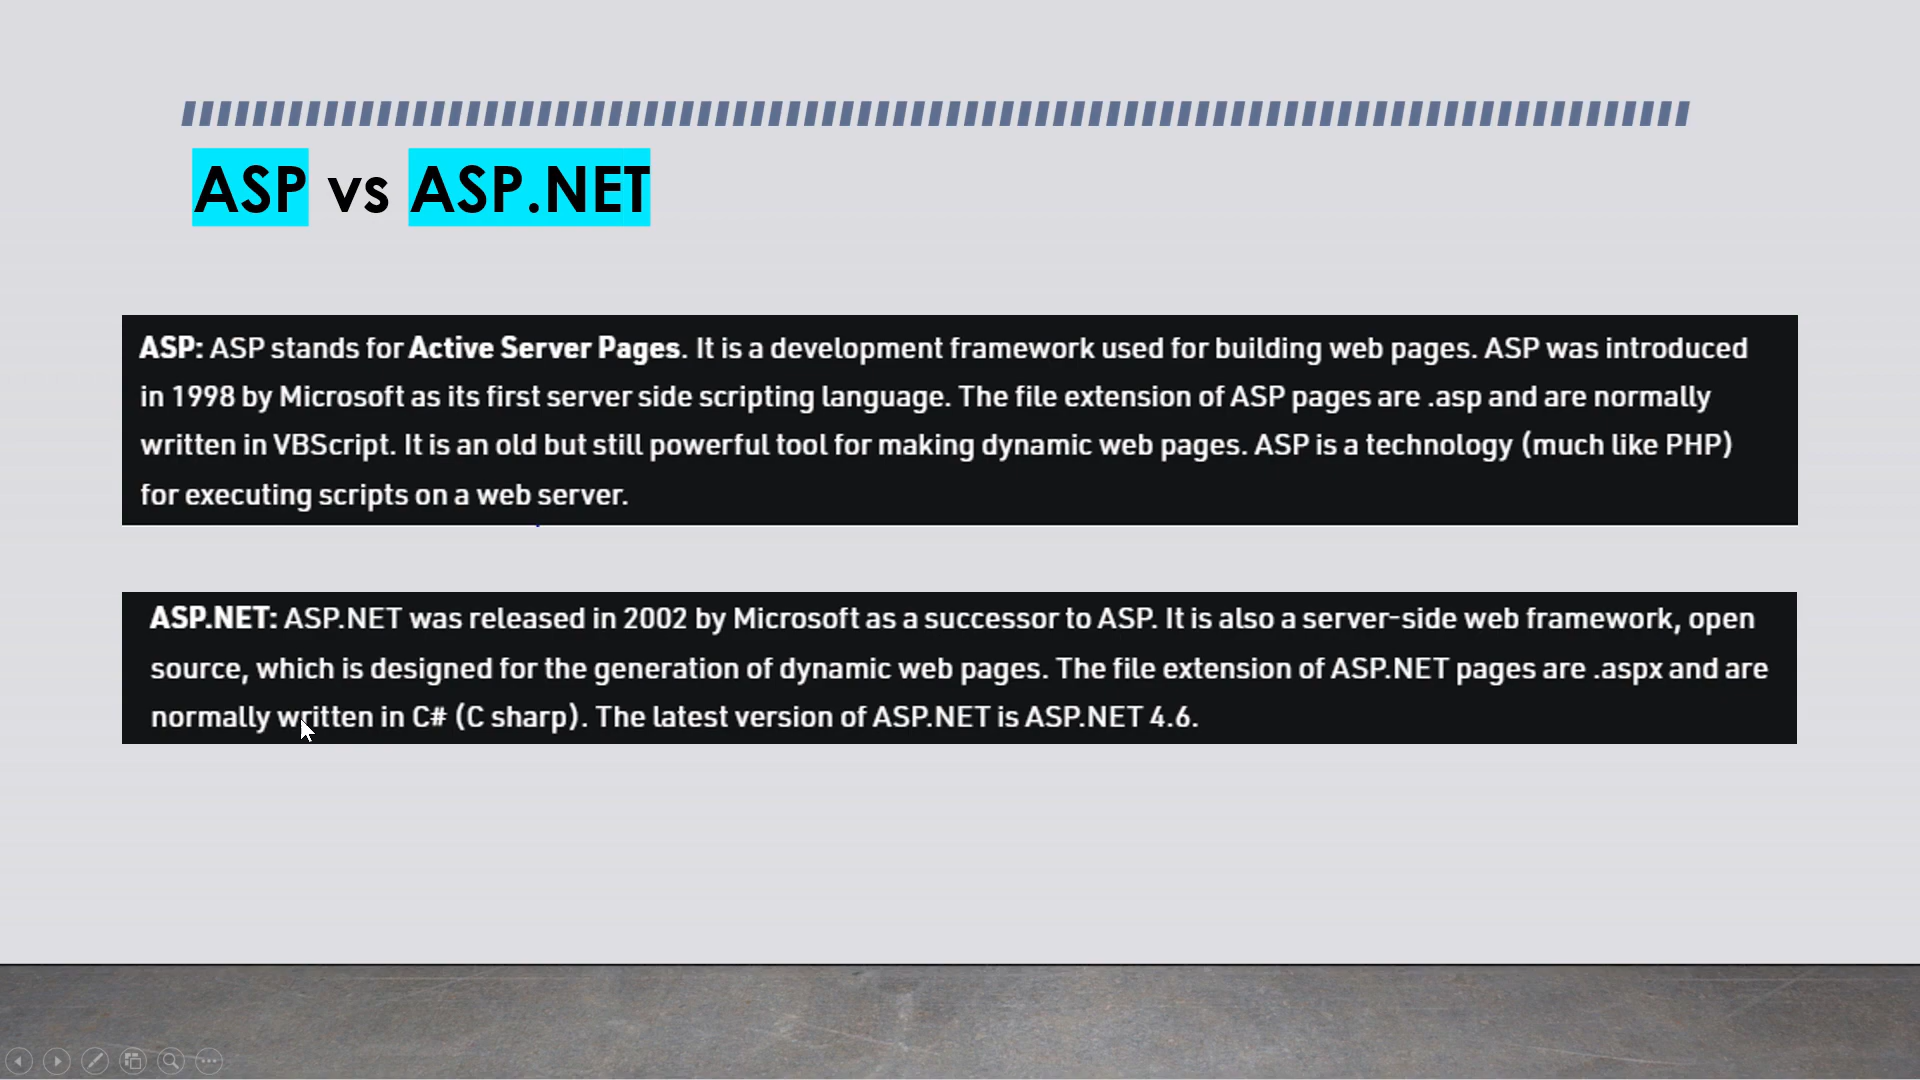 ASP vs ASP.NET
ASP: ASP stands for Active Server Pages. It is a development framework used for building web pages. ASP was introduced
in 1998 by Microsoft as its first server side scripting language. The file extension of ASP pages are .asp and are normally
written in VBScript. It is an old but still powerful tool for making dynamic web pages. ASP is a technology (much like PHP)
for executing scripts on a web server.
ASP.NET: ASP.NET was released in 2002 by Microsoft as a successor to ASP. It is also a server-side web framework, open
source, which is designed for the generation of dynamic web pages. The file extension of ASP.NET pages are .aspx and are
normally written in C# (C sharp). The latest version of ASP.NET is ASP.NET 4.6.